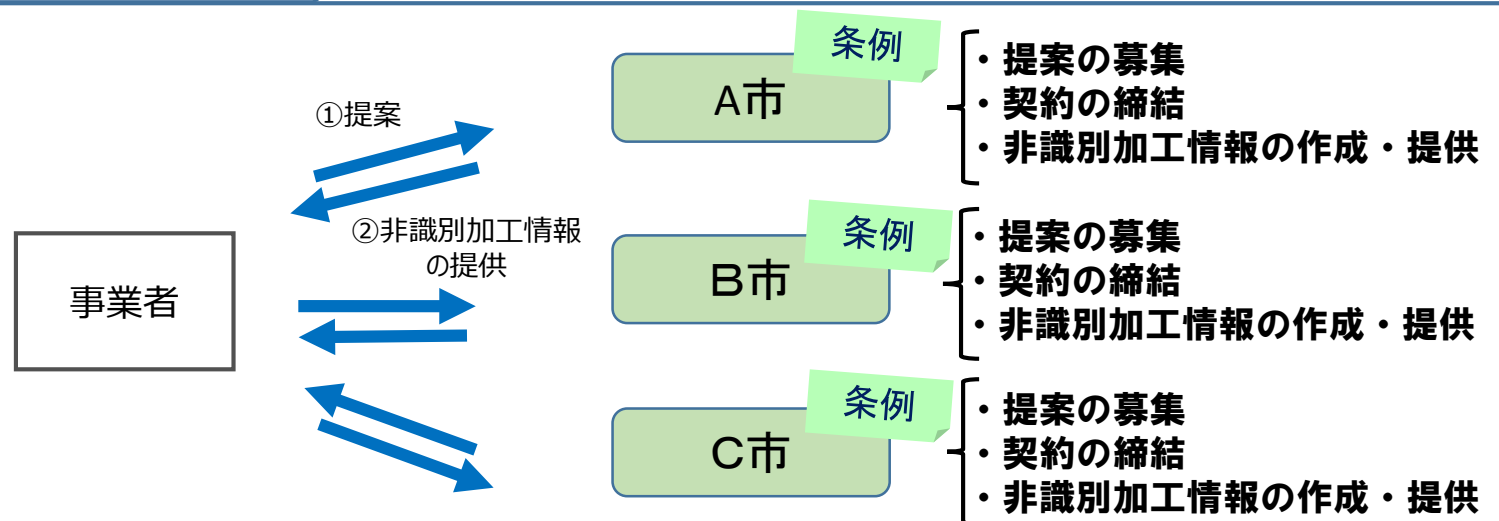 条例
A市
・提案の募集
・契約の締結
・非識別加工情報の作成・提供
①提案
②非識別加工情報
の提供
事業者
条例
B市
・提案の募集
・契約の締結
・非識別加工情報の作成・提供
条例
C市
・提案の募集
・契約の締結
・非識別加工情報の作成・提供